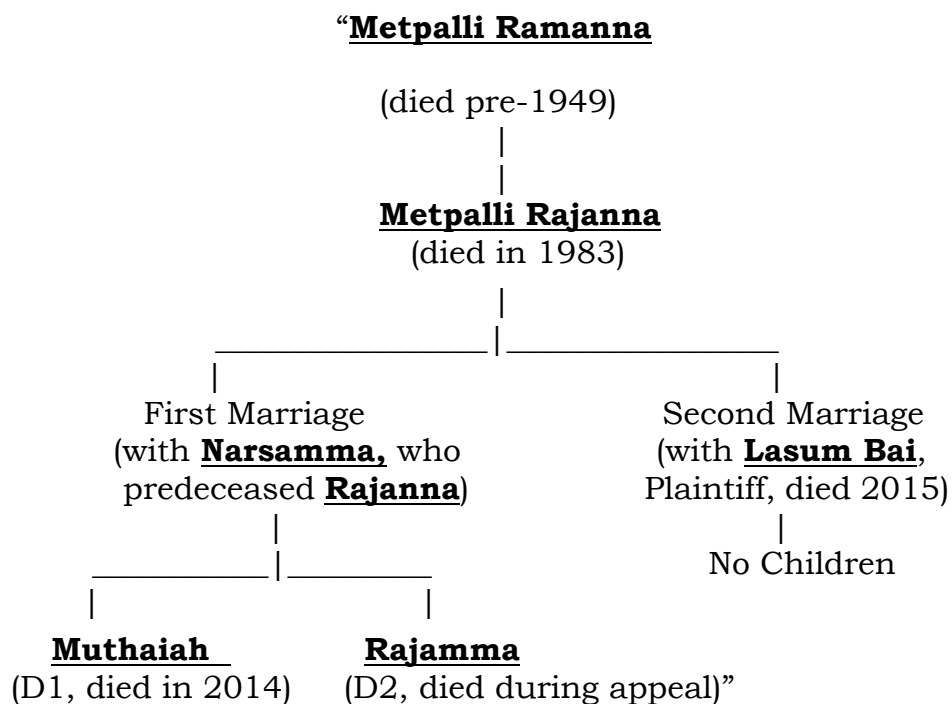 “Metpalli Ramanna
(died pre-1949)
Metpalli Rajanna
(died in 1983)
First Marriage
(with Narsamma, who
predeceased Rajanna)
Second Marriage
(with Lasum Bai,
Plaintiff, died 2015)
No Children
Muthaiah
(D1, died in 2014)
Rajamma
(D2, died during appeal)”